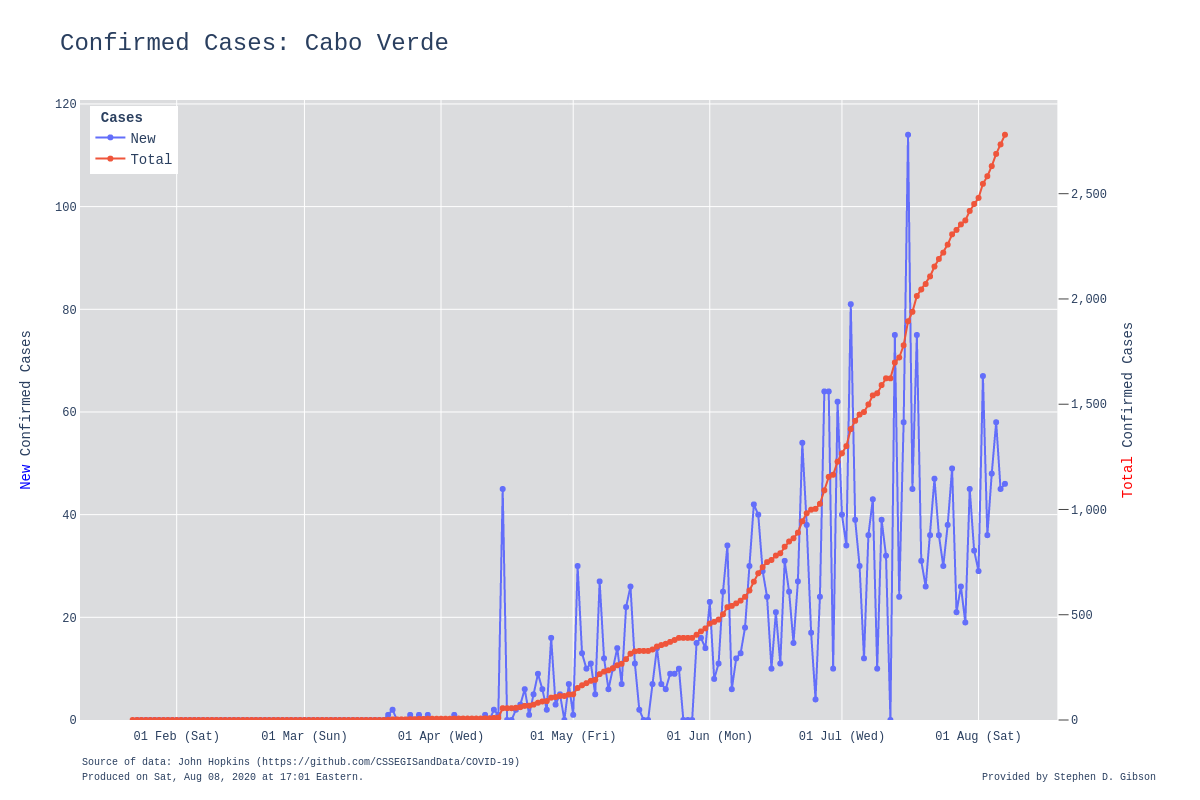 Confirmed Cases: Cabo Verde
Cases
New
Total
120
100
80
60
40
20
0
2,500
2,000
1,500
1,000
500
0
New Confirmed Cases
Total Confirmed Cases
01 Feb (Sat)
01 Mar (Sun)
01 Apr (Wed)
01 May (Fri)
01 Jun (Mon)
01 Jul (Wed)
01 Aug (Sat)
Source of data: John Hopkins (https://github.com/CSSEGISandData/COVID-19)
Produced on Sat, Aug 08, 2020 at 17:01 Eastern.
Provided by Stephen D. Gibson